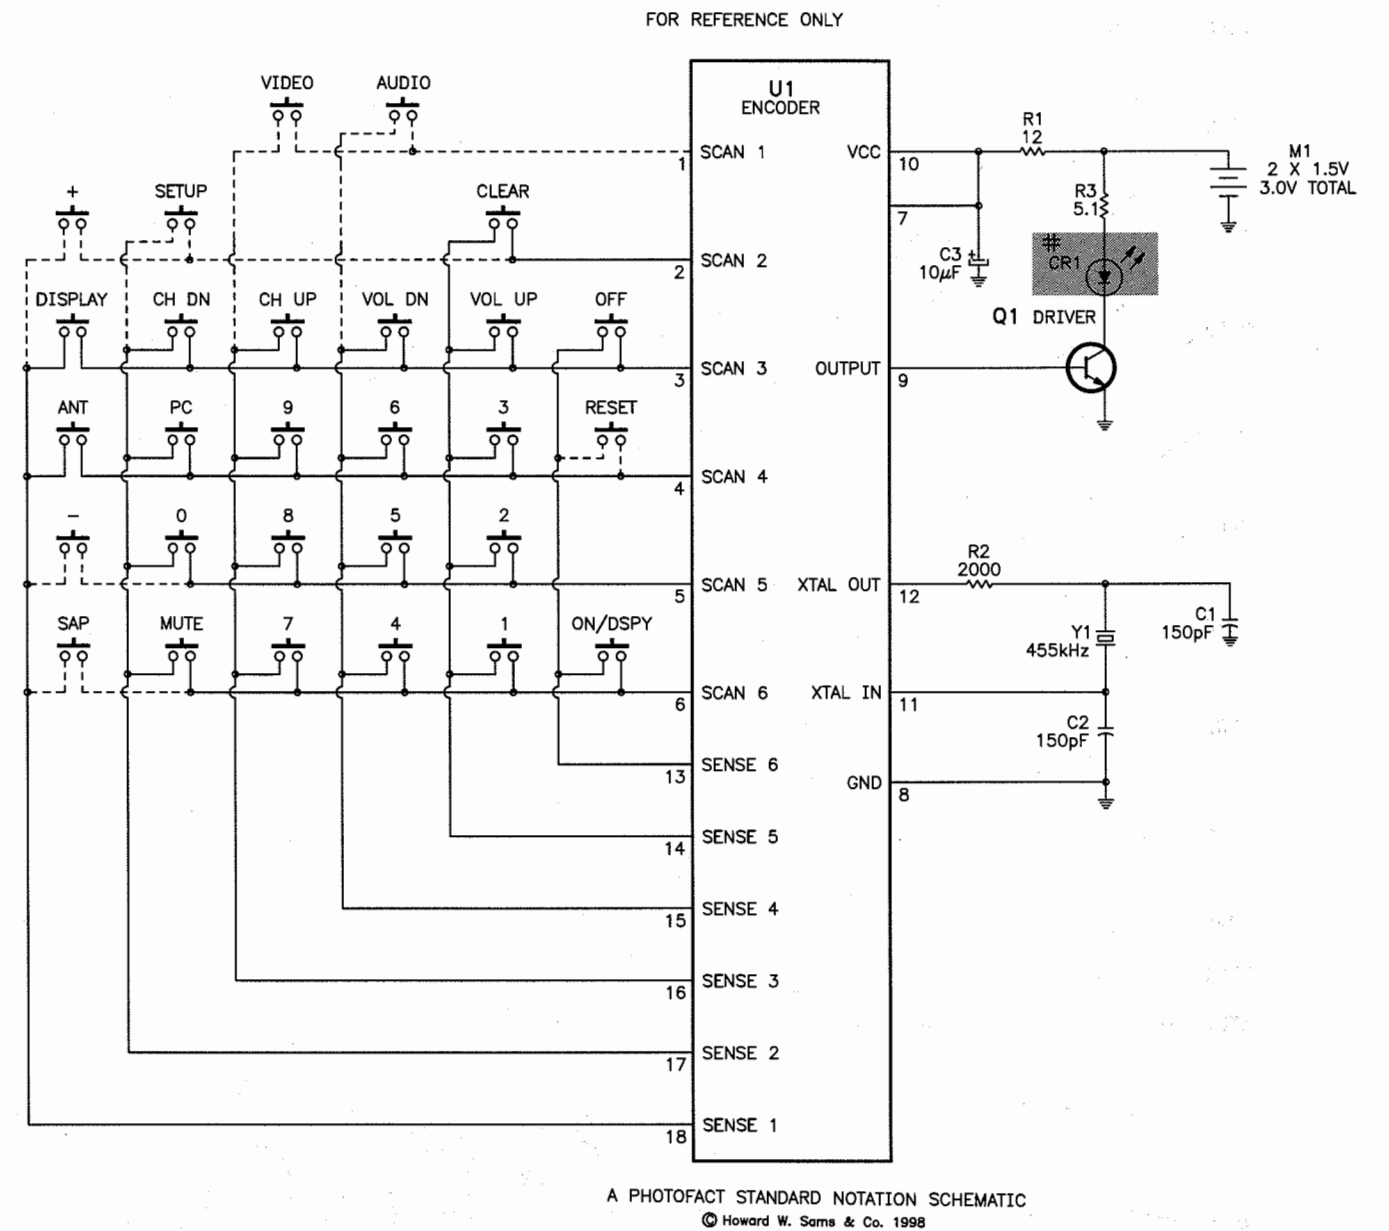 FOR REFERENCE ONLY
VIDEO AUDIO
U1
ENCODER
R1
12
SCAN 1 VCC
1 10
M1
2 X 1.5V
3.0V TOTAL
+ SETUP CLEAR
R3
5.1
7
#
CR1
C3 +
10µF
SCAN 2
2
DISPLAY CH DN CH UP VOL DN VOL UP OFF
Q1 DRIVER
SCAN 3 OUTPUT
3 9
ANT PC 9 6 3 RESET
SCAN 4
4
- 0 8 5 2
R2
2000
SCAN 5 XTAL OUT
5 12
C1
150pF
SAP MUTE 7 4 1 ON/DSPY
Y1
455kHz
SCAN 6 XTAL IN
6 11
C2
150pF
SENSE 6
13
GND
8
SENSE 5
14
SENSE 4
15
SENSE 3
16
SENSE 2
17
SENSE 1
18
A PHOTOFACT STANDARD NOTATION SCHEMATIC
© Howard W. Sams & Co. 1998